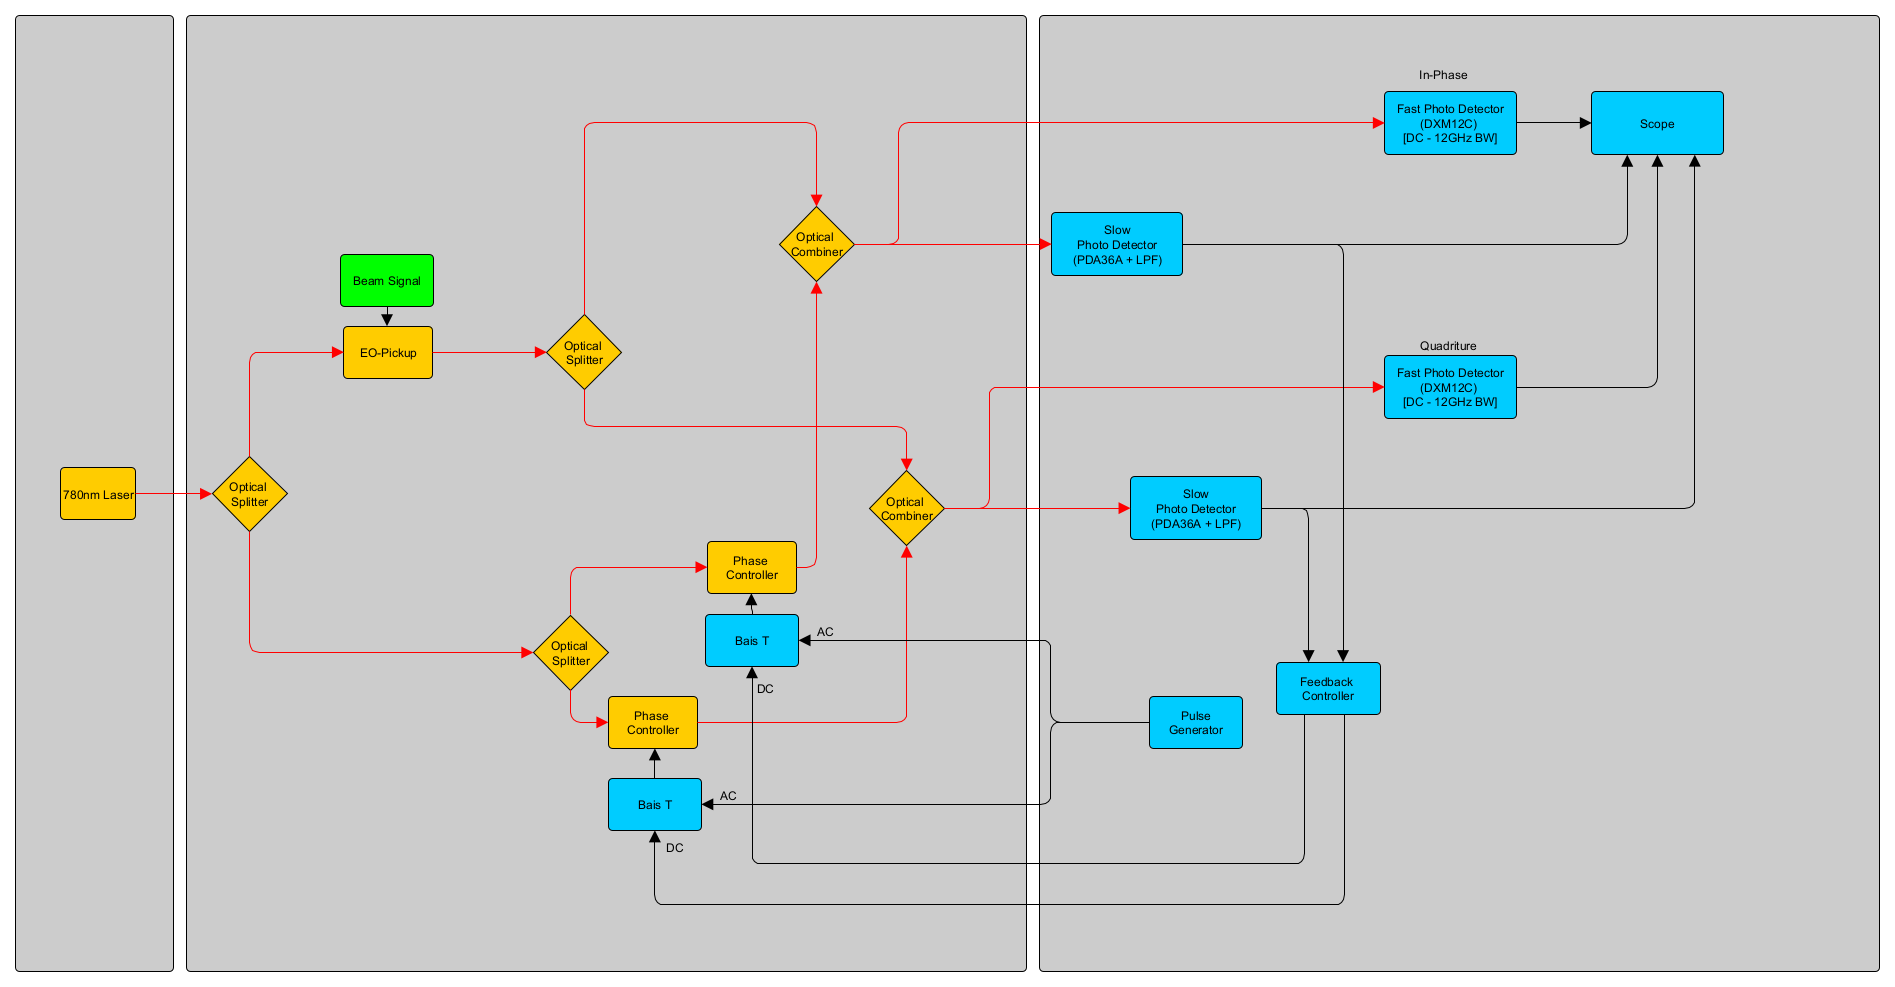 In-Phase
Fast Photo Detector
(DXM12C)
[DC - 12GHz BW]
Scope
Slow
Photo Detector
(PDA36A + LPF)
Optical
Combiner
Beam Signal
EO-Pickup
Optical
Splitter
Quadriture
Fast Photo Detector
(DXM12C)
[DC - 12GHz BW]
780nm Laser
Optical
Splitter
Optical
Combiner
Slow
Photo Detector
(PDA36A + LPF)
Phase
Controller
Optical
Splitter
Bais T
AC
DC
Phase
Controller
Pulse
Generator
Feedback
Controller
Bais T
AC
DC